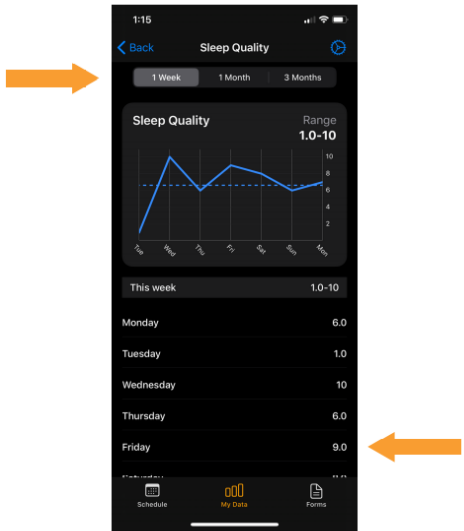 1:15
Back Sleep Quality
1 Week 1 Month 3 Months
Sleep Quality Range
1.0-10
10
8
6
4
2
Tue Wed Thu Fri Sat Sun Mon
This week 1.0-10
Monday 6.0
Tuesday 1.0
Wednesday 10
Thursday 6.0
Friday 9.0
Schedule My Data Forms